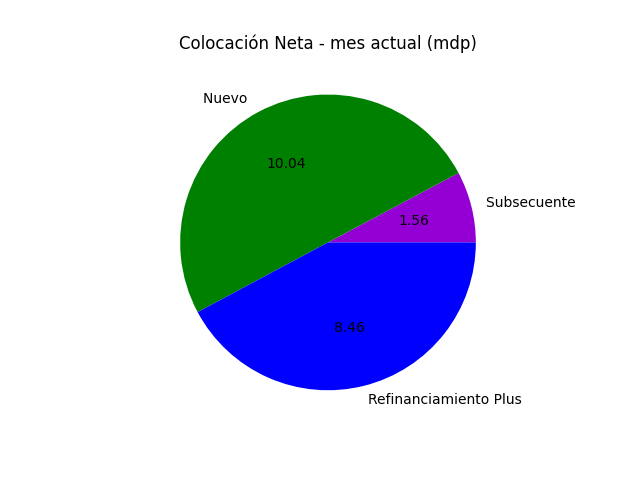 Colocación Neta - mes actual (mdp)
Nuevo
10.04
Subsecuente
1.56
8.46
Refinanciamiento Plus